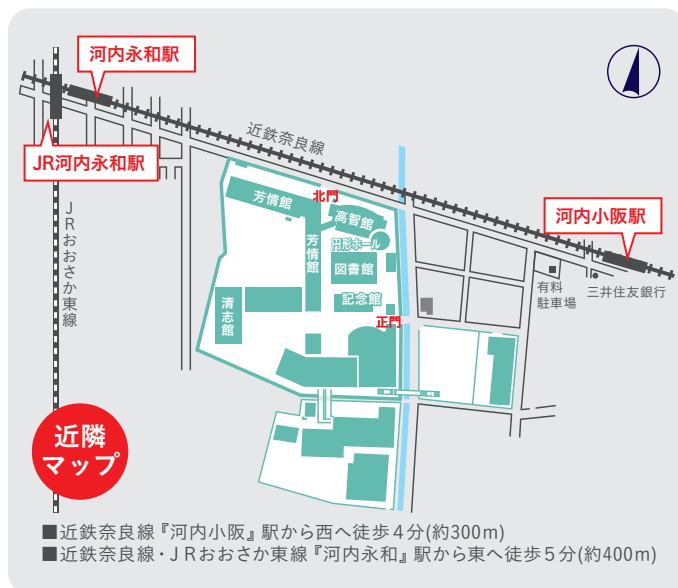 河内永和駅
JR河内永和駅
近鉄奈良線
河内小阪駅
JRおおさか東線
北門
芳情館
高智館
円形ホール
芳情館
図書館
記念館
清志館
正門
有料
駐車場
三井住友銀行
近隣
マップ
■近鉄奈良線『河内小阪』駅から西へ徒歩4分(約300m)
■近鉄奈良線・JRおおさか東線『河内永和』駅から東へ徒歩5分(約400m)